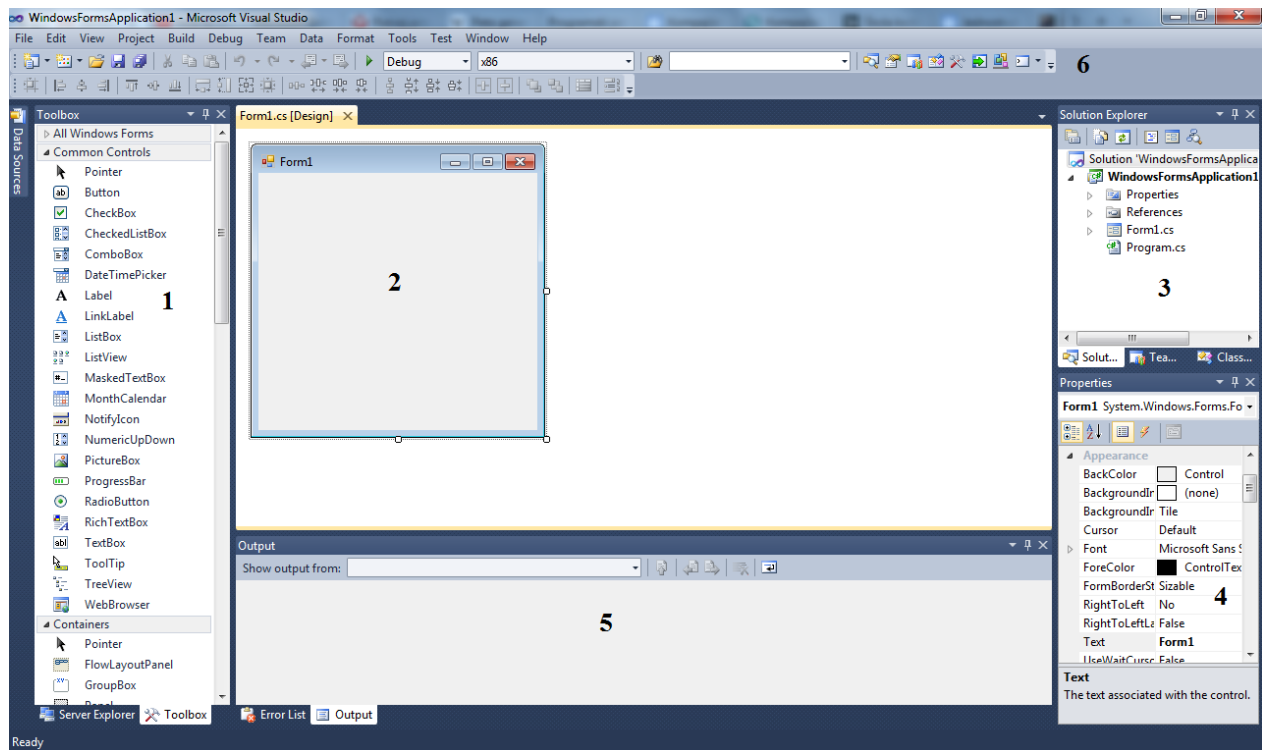 WindowsFormsApplication1 - Microsoft Visual Studio
File Edit View Project Build Debug Team Data Format Tools Test Window Help
Debug x86
6
Data Sources
Toolbox
All Windows Forms
Common Controls
Pointer
Button
CheckBox
CheckedListBox
ComboBox
DateTimePicker
Label
1
LinkLabel
ListBox
ListView
MaskedTextBox
MonthCalendar
NotifyIcon
NumericUpDown
PictureBox
ProgressBar
RadioButton
RichTextBox
TextBox
ToolTip
TreeView
WebBrowser
Containers
Pointer
FlowLayoutPanel
GroupBox
Server Explorer Toolbox
Form1.cs [Design]
Form1
2
Output
Show output from:
5
Error List Output
Solution Explorer
Solution 'WindowsFormsApplica
WindowsFormsApplication1
Properties
References
Form1.cs
Program.cs
3
Solut... Tea... Class...
Properties
Form1 System.Windows.Forms.Fo
Appearance
BackColor Control
BackgroundIr (none)
BackgroundIr Tile
Cursor Default
Font Microsoft Sans S
ForeColor ControlTex
FormBorderSt Sizable
4
RightToLeft No
RightToLeftLa False
Text Form1
UseWaitCurso False
Text
The text associated with the control.
Ready